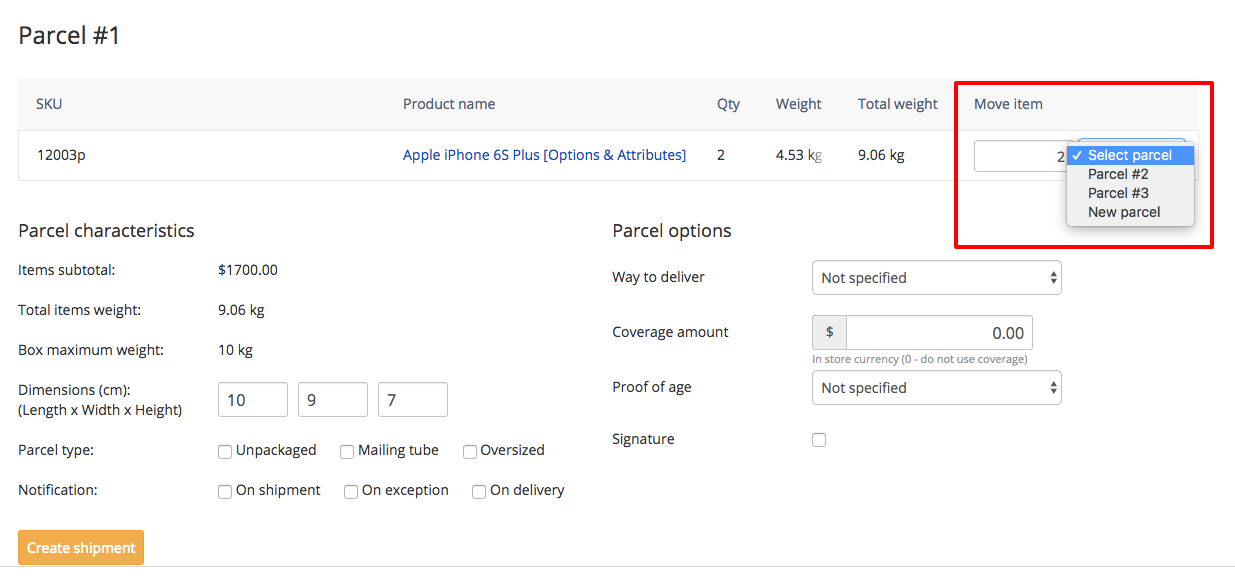 Parcel #1
SKU Product name Qty Weight Total weight Move item
12003p Apple iPhone 6S Plus [Options & Attributes] 2 4.53 kg 9.06 kg 2 ✓ Select parcel
Parcel #2
Parcel #3
New parcel
Parcel characteristics
Items subtotal: $1700.00
Total items weight: 9.06 kg
Box maximum weight: 10 kg
Dimensions (cm):
(Length x Width x Height) 10 9 7
Parcel type: Unpackaged Mailing tube Oversized
Notification: On shipment On exception On delivery
Parcel options
Way to deliver Not specified
Coverage amount $ 0.00
In store currency (0 - do not use coverage)
Proof of age Not specified
Signature
Create shipment